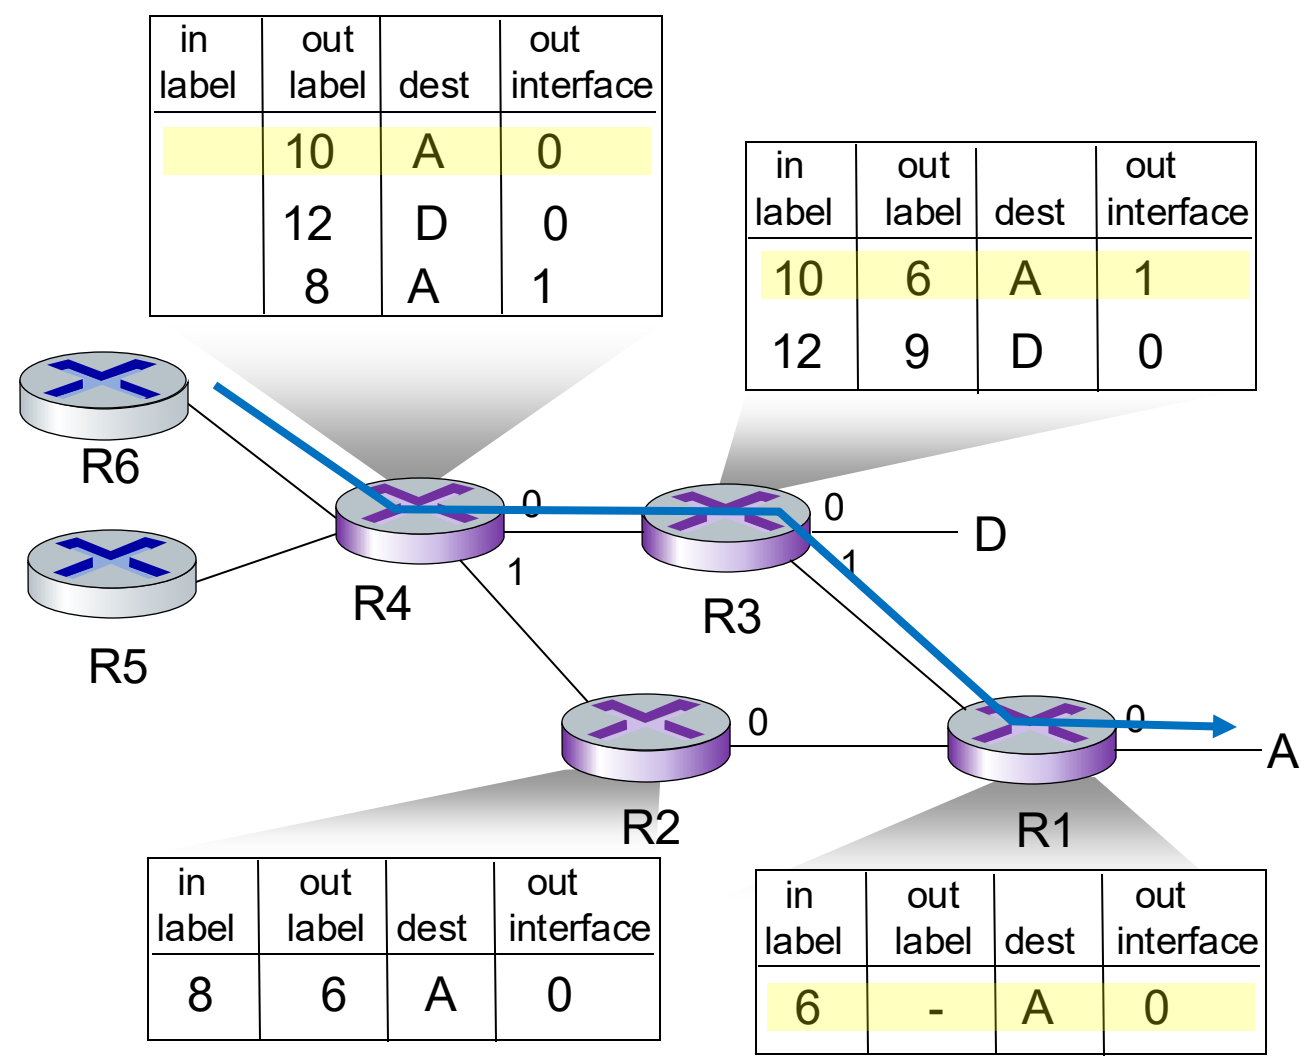 in out out
label label dest interface
10 A 0
12 D 0
8 A 1
in out out
label label dest interface
10 6 A 1
12 9 D 0
R6
0
0
D
1
1
R4
R3
R5
0
0
A
R2
R1
in out out
label label dest interface
8 6 A 0
in out out
label label dest interface
6 - A 0